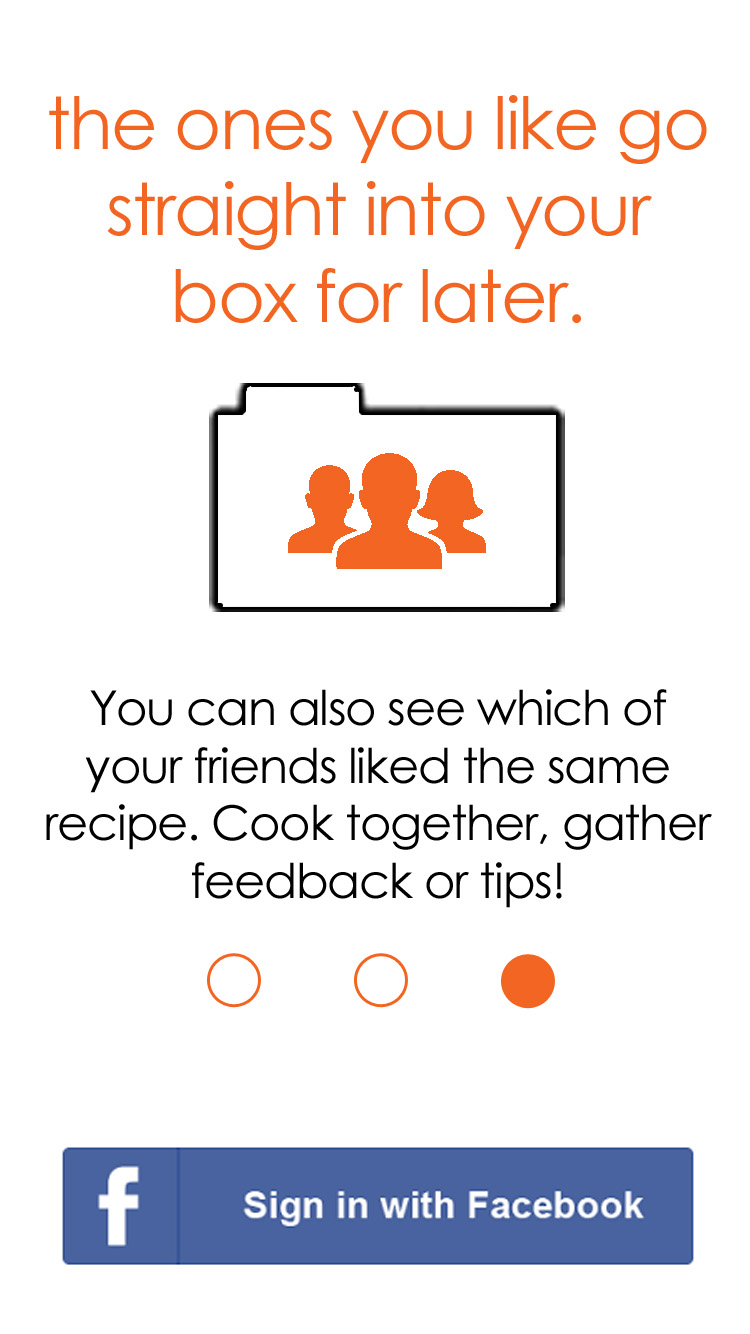 the ones you like go
straight into your
box for later.
You can also see which of
your friends liked the same
recipe. Cook together, gather
feedback or tips!
f Sign in with Facebook